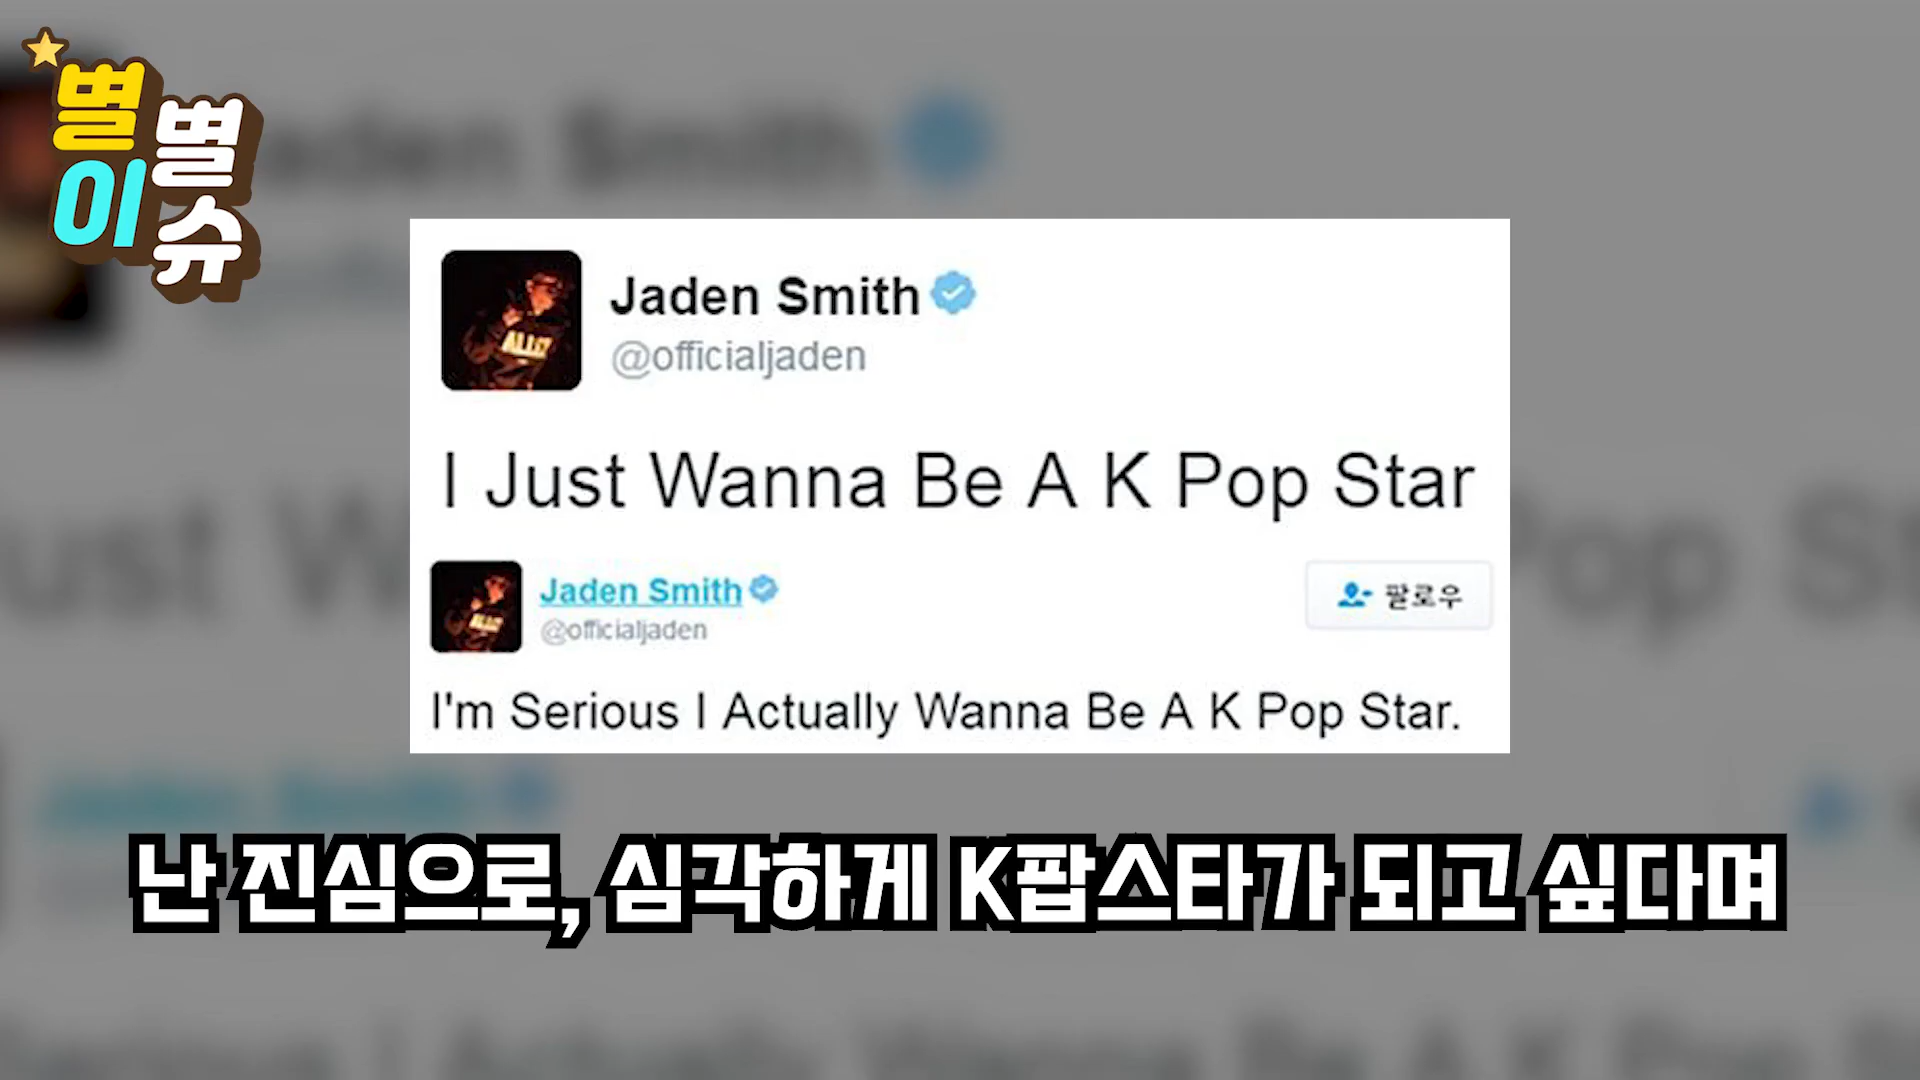 별별
이슈
Jaden Smith
@officialjaden
I Just Wanna Be A K Pop Star
Jaden Smith
@officialjaden
팔로우
I'm Serious I Actually Wanna Be A K Pop Star.
난 진심으로, 심각하게 K팝스타가 되고 싶다며